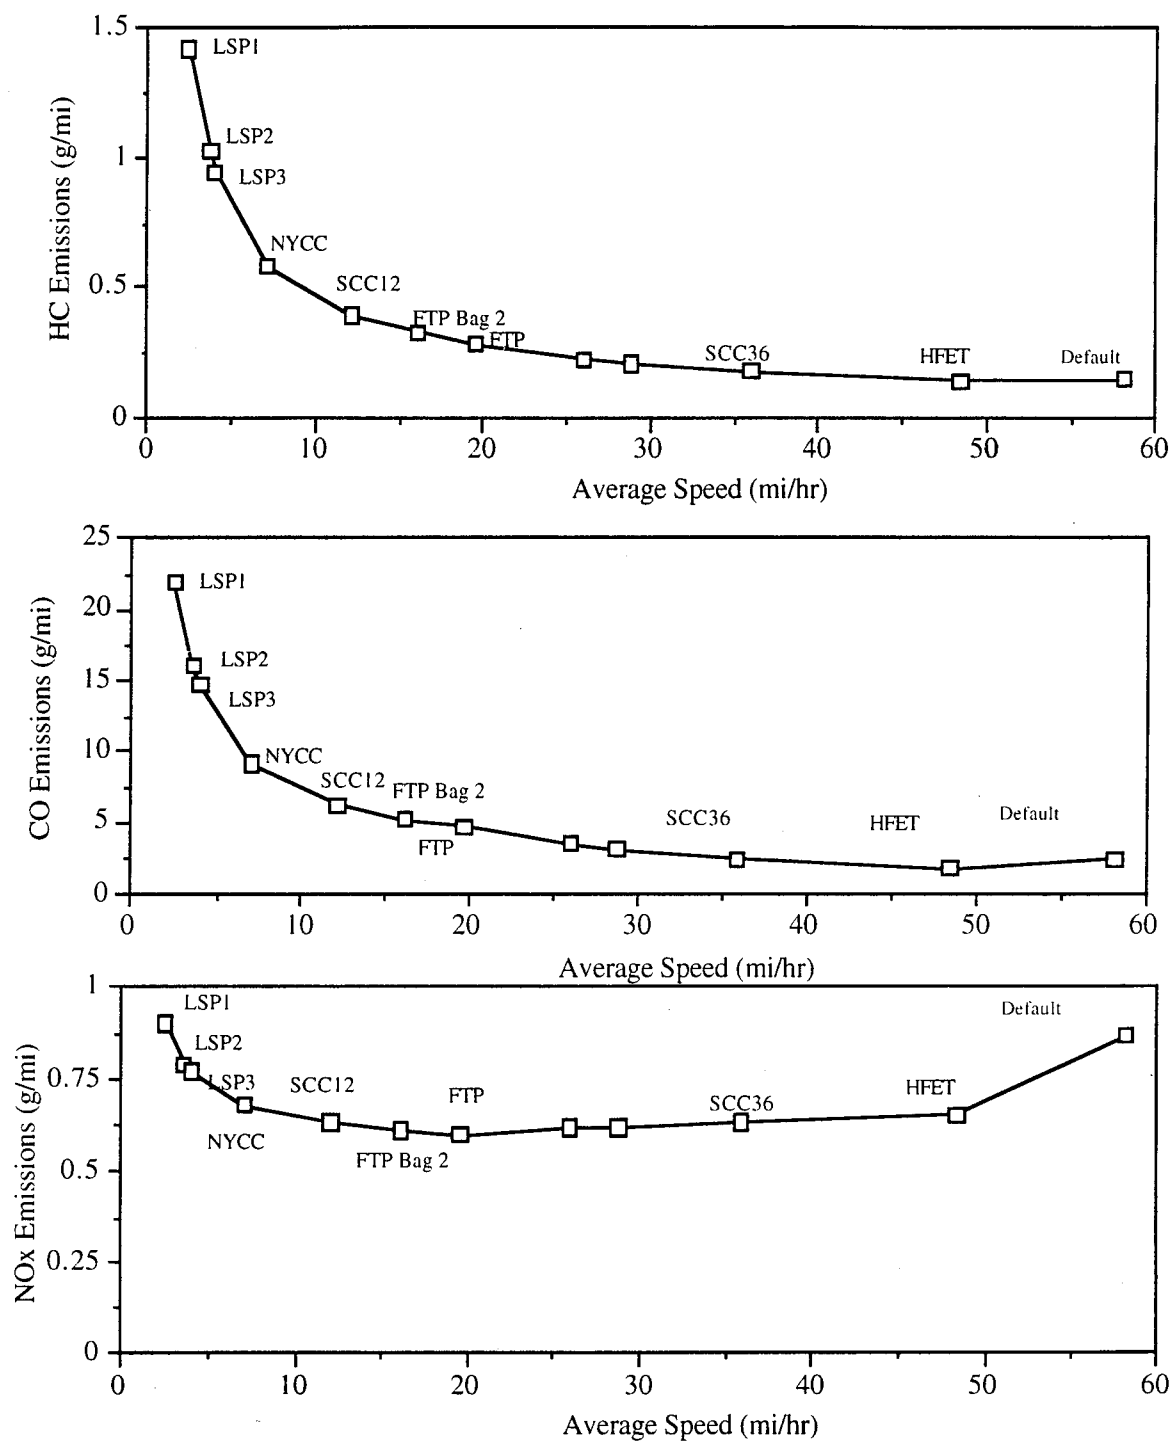 1.5
LSP1
LSP2
1
LSP3
HC Emissions (g/mi)
NYCC
0.5
SCC12
FTP Bag 2
FTP
SCC36
HFET
Default
0
0 10 20 30 40 50 60
Average Speed (mi/hr)
25
LSP1
20
LSP2
15
LSP3
CO Emissions (g/mi)
10
NYCC
SCC12
FTP Bag 2
SCC36
HFET
Default
5
FTP
0
0 10 20 30 40 50 60
Average Speed (mi/hr)
1
LSP1
Default
LSP2
0.75
LSP3
SCC12
FTP
SCC36
HFET
NYCC
FTP Bag 2
0.5
NOx Emissions (g/mi)
0.25
0
0 10 20 30 40 50 60
Average Speed (mi/hr)